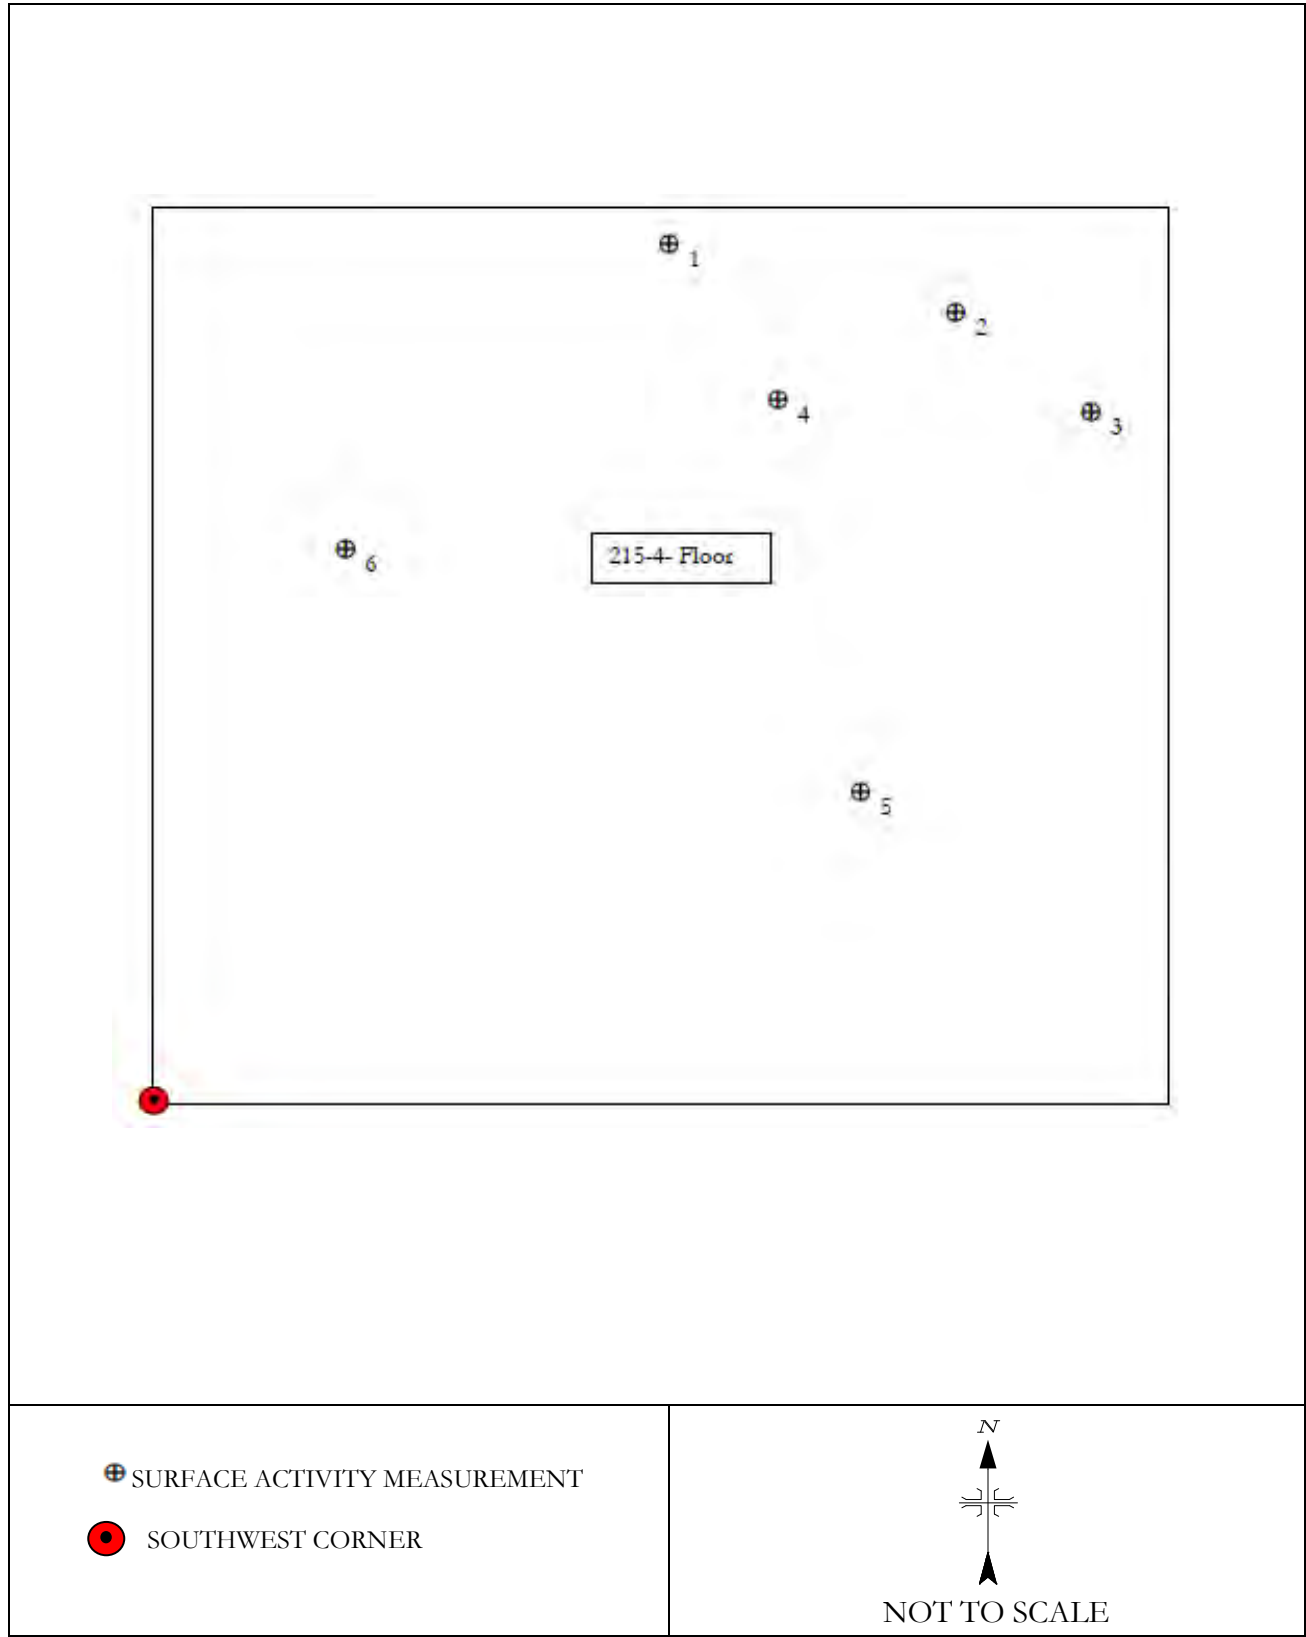 1
2
4
3
6
215-4- Floor
5
SURFACE ACTIVITY MEASUREMENT
SOUTHWEST CORNER
N
NOT TO SCALE